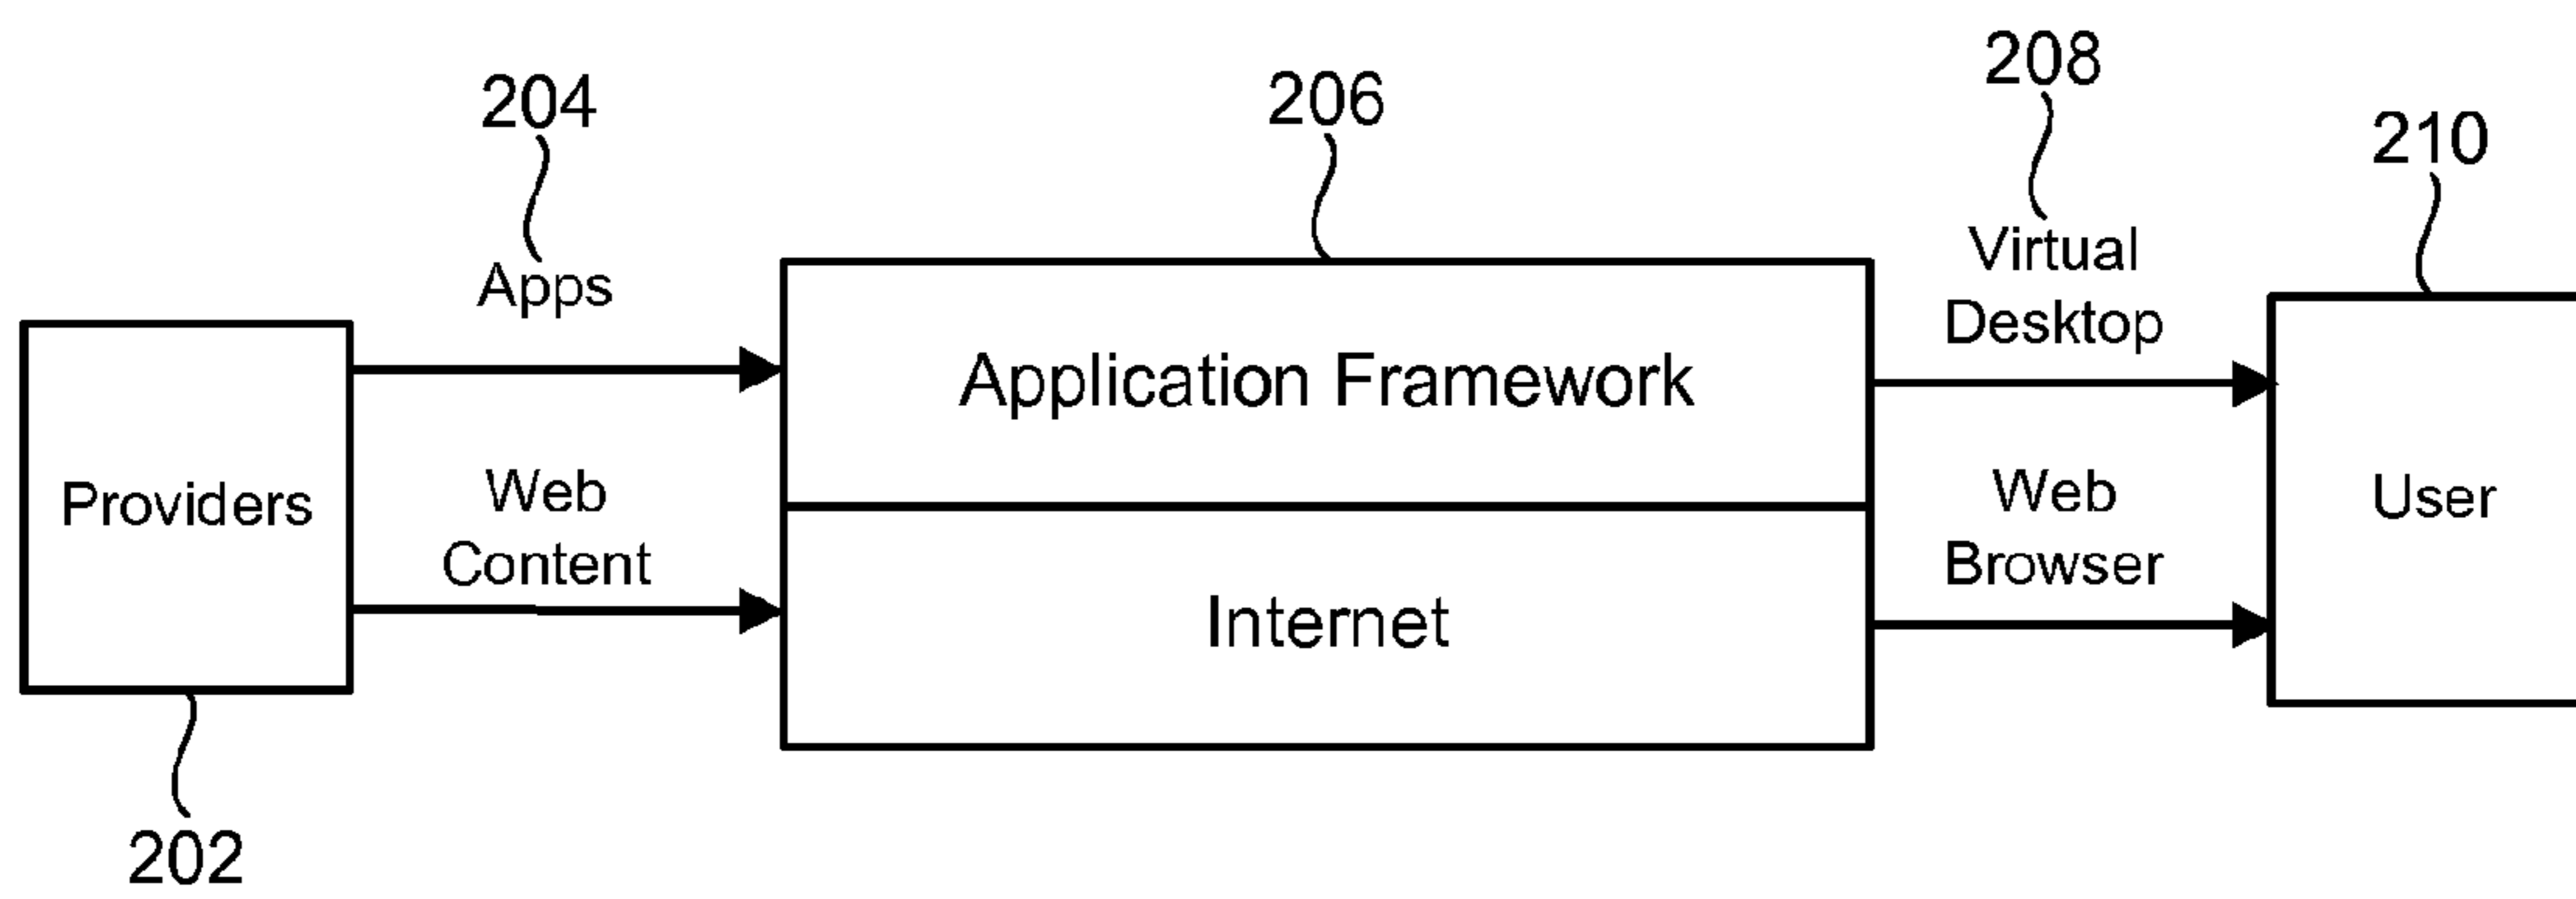 204
206
208
210
Apps
Virtual
Desktop
Providers
Application Framework
User
Web
Content
Web
Browser
Internet
202